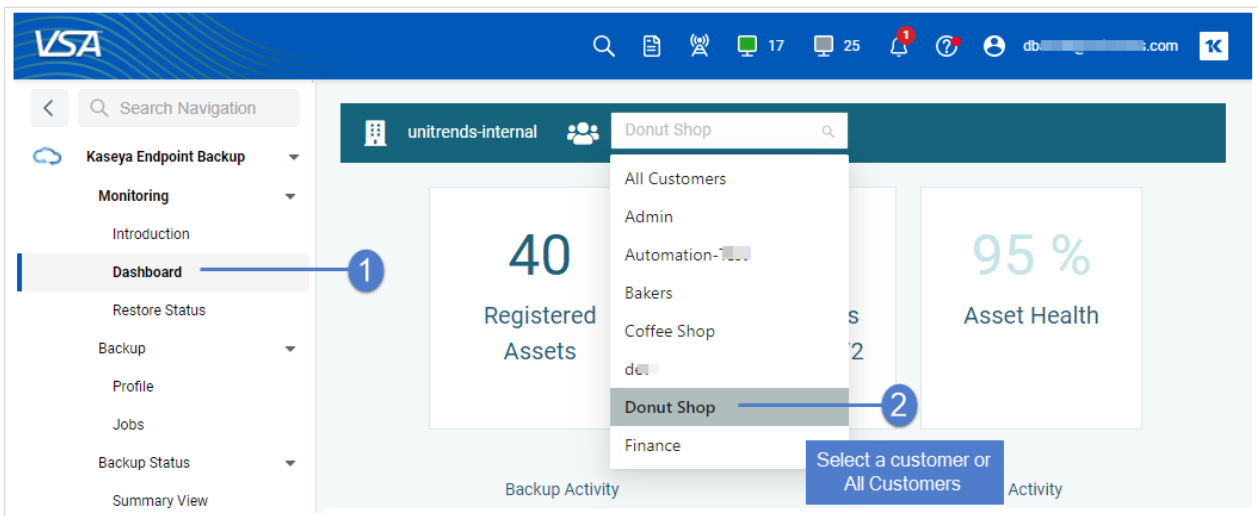 VSA
17
25
1
.com
K
Search Navigation
unitrends-internal
Donut Shop
Kaseya Endpoint Backup
Monitoring
Introduction
Dashboard
Restore Status
Backup
Profile
Jobs
Backup Status
Summary View
1
All Customers
Admin
Automation-
Bakers
Coffee Shop
Donut Shop
Finance
2
Select a customer or
All Customers
40
Registered
Assets
s
72
95 %
Asset Health
Backup Activity
Activity